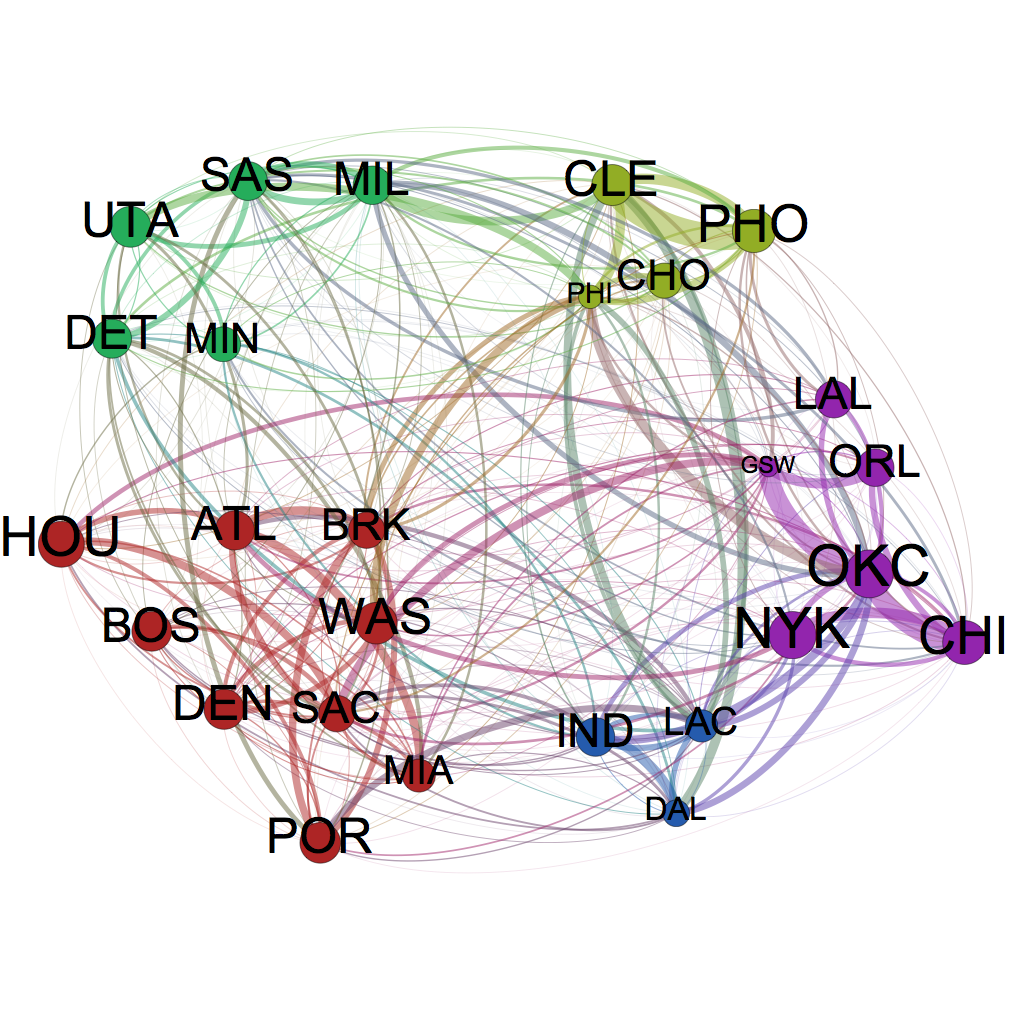 SAS
MIL
CLE
UTA
PHO
CHO
PHI
DET
MIN
LAL
GSW
ORL
HOU
ATL
BRK
OKC
BOS
WAS
NYK
CHI
DEN
SAC
IND
LAC
MIA
DAL
POR